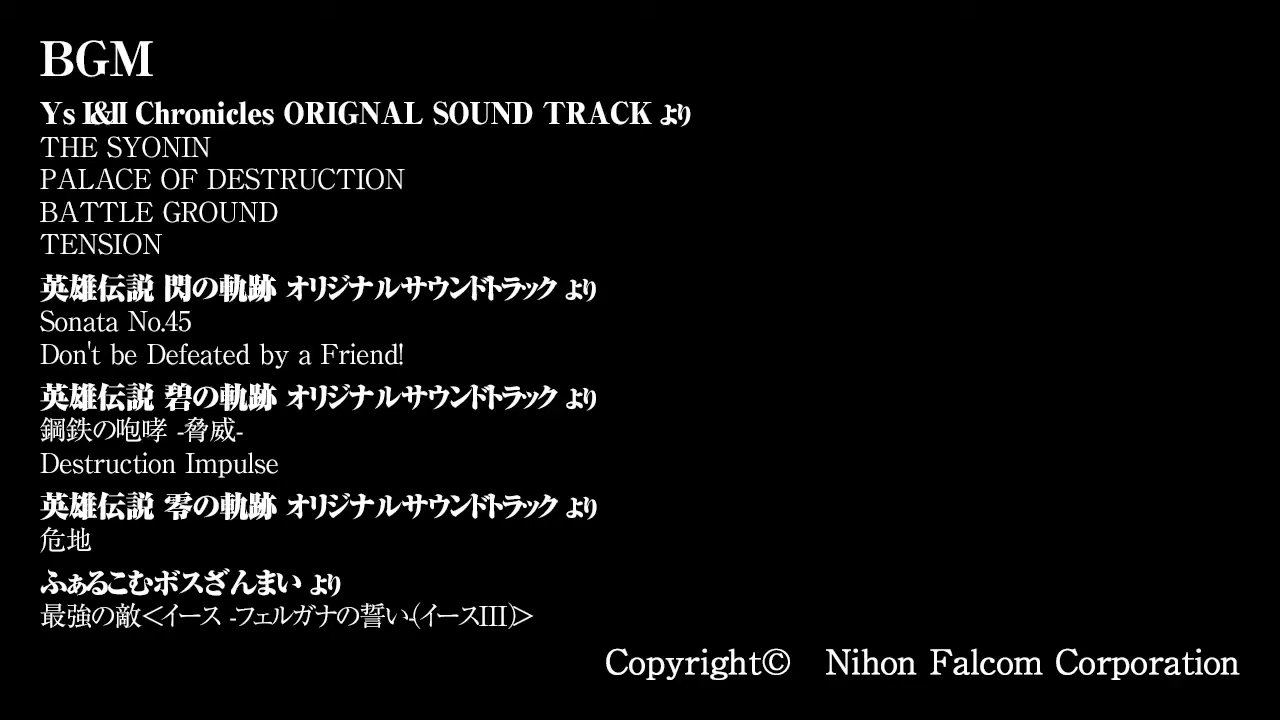 BGM
Ys I&II Chronicles ORIGNAL SOUND TRACK より
THE SYONIN
PALACE OF DESTRUCTION
BATTLE GROUND
TENSION
英雄伝説 閃の軌跡 オリジナルサウンドトラック より
Sonata No.45
Don't be Defeated by a Friend!
英雄伝説 碧の軌跡 オリジナルサウンドトラック より
鋼鉄の咆哮 -脅威-
Destruction Impulse
英雄伝説 零の軌跡 オリジナルサウンドトラック より
危地
ふぁるこむボスざんまい より
最強の敵<イース -フェルガナの誓い-(イースIII)>
Copyright© Nihon Falcom Corporation